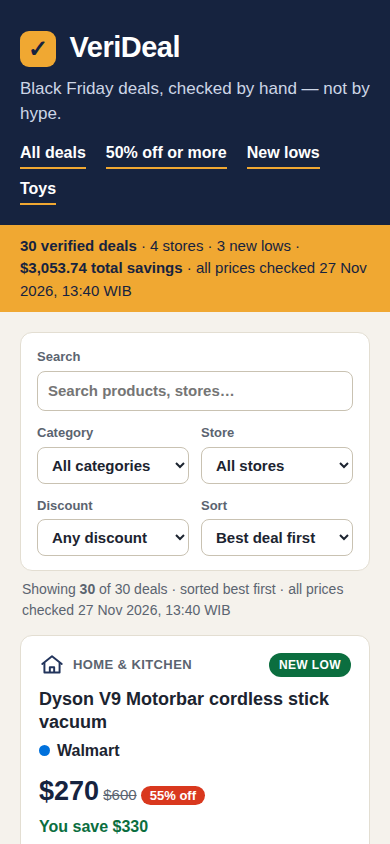 ✓ VeriDeal
Black Friday deals, checked by hand — not by
hype.
All deals 50% off or more New lows
Toys
30 verified deals · 4 stores · 3 new lows ·
$3,053.74 total savings · all prices checked 27 Nov
2026, 13:40 WIB
Search
Search products, stores…
Category Store
All categories All stores
Discount Sort
Any discount Best deal first
Showing 30 of 30 deals · sorted best first · all prices
checked 27 Nov 2026, 13:40 WIB
HOME & KITCHEN NEW LOW
Dyson V9 Motorbar cordless stick
vacuum
Walmart
$270 $600 55% off
You save $330